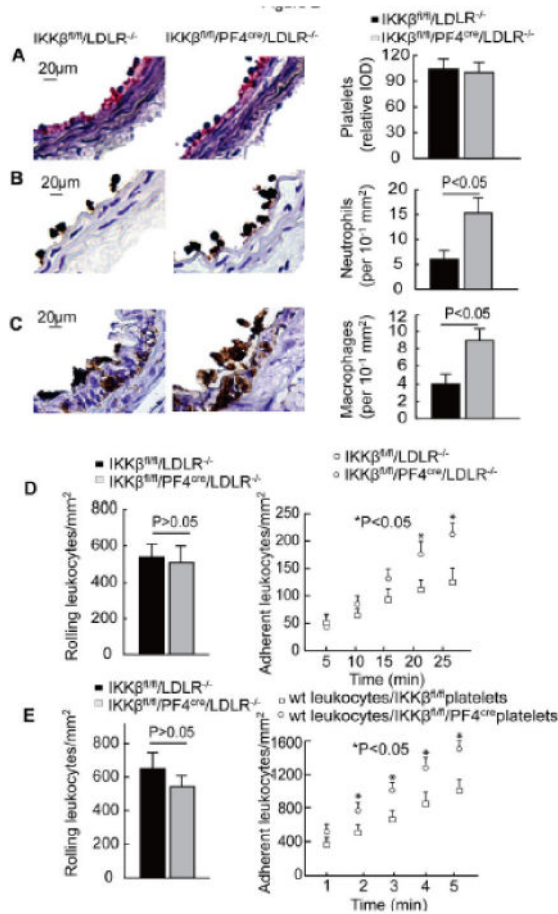 IKKβfl/fl/LDLR-/-
IKKβfl/fl/PF4cre/LDLR-/-
IKKβfl/fl/LDLR-/-
IKKβfl/fl/PF4cre/LDLR-/-
A
20µm
Platelets
(relative IOD)
120
90
60
30
0
B
20µm
Neutrophils
(per 10-1 mm2)
20
15
10
5
0
P<0.05
C
20µm
Macrophages
(per 10-1 mm2)
12
10
8
6
4
2
0
P<0.05
D
IKKβfl/fl/LDLR-/-
IKKβfl/fl/PF4cre/LDLR-/-
Rolling leukocytes/mm2
800
600
400
200
0
P>0.05
IKKβfl/fl/LDLR-/-
IKKβfl/fl/PF4cre/LDLR-/-
*P<0.05
Adherent leukocytes/mm2
250
200
150
100
50
0
* *
5 10 15 20 25
Time (min)
E
IKKβfl/fl/LDLR-/-
IKKβfl/fl/PF4cre/LDLR-/-
Rolling leukocytes/mm2
800
600
400
200
0
P>0.05
wt leukocytes/IKKβfl/flplatelets
wt leukocytes/IKKβfl/fl/PF4creplatelets
*P<0.05
Adherent leukocytes/mm2
1600
1200
800
400
0
* * * *
1 2 3 4 5
Time (min)